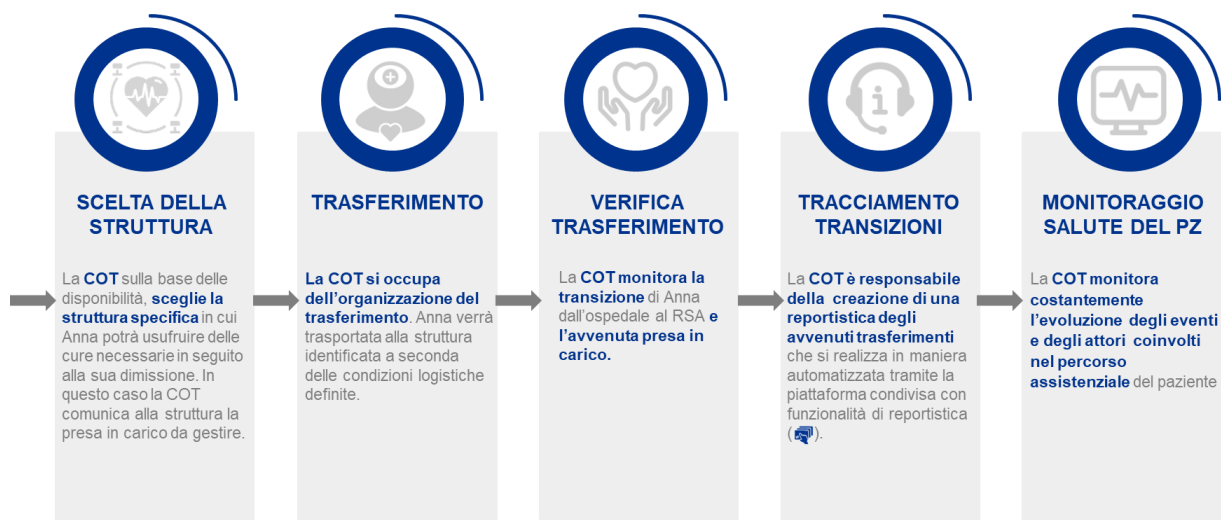 SCELTA DELLA
STRUTTURA
La COT sulla base delle
disponibilità, sceglie la
struttura specifica in cui
Anna potrà usufruire delle
cure necessarie in seguito
alla sua dimissione. In
questo caso la COT
comunica alla struttura la
presa in carico da gestire.
TRASFERIMENTO
La COT si occupa
dell'organizzazione del
trasferimento. Anna verrà
trasportata alla struttura
identificata a seconda
delle condizioni logistiche
definite.
VERIFICA
TRASFERIMENTO
La COT monitora la
transizione di Anna
dall'ospedale al RSA e
l'avvenuta presa in
carico.
TRACCIAMENTO
TRANSIZIONI
La COT è responsabile
della creazione di una
reportistica degli
avvenuti trasferimenti
che si realizza in maniera
automatizzata tramite la
piattaforma condivisa con
funzionalità di reportistica
( ).
MONITORAGGIO
SALUTE DEL PZ
La COT monitora
costantemente
l'evoluzione degli eventi
e degli attori coinvolti
nel percorso
assistenziale del paziente